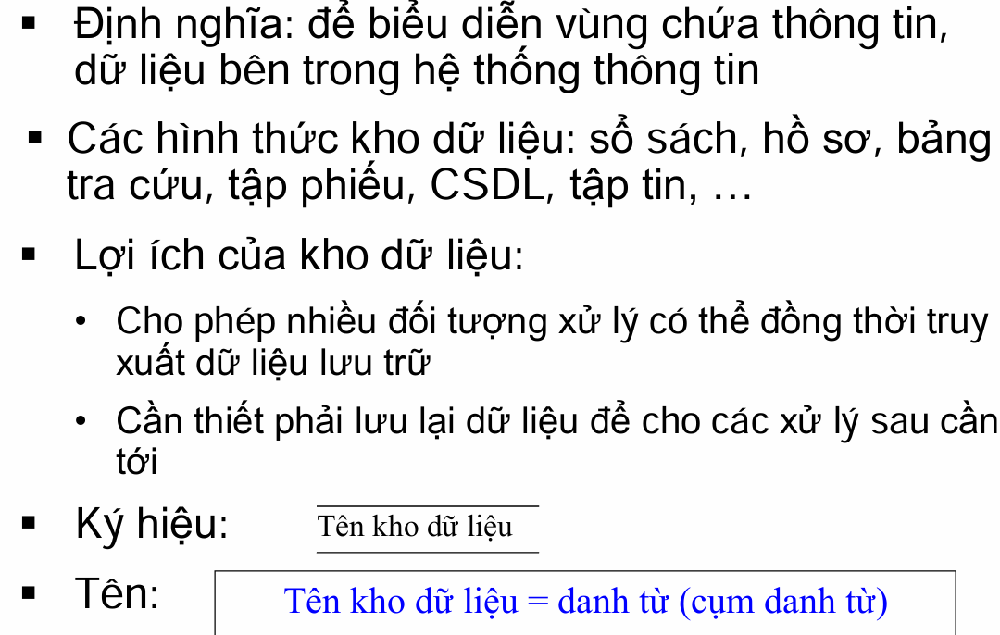 ▪ Định nghĩa: để biểu diễn vùng chứa thông tin,
dữ liệu bên trong hệ thống thông tin
▪ Các hình thức kho dữ liệu: sổ sách, hồ sơ, bảng
tra cứu, tập phiếu, CSDL, tập tin, …
▪ Lợi ích của kho dữ liệu:
• Cho phép nhiều đối tượng xử lý có thể đồng thời truy
xuất dữ liệu lưu trữ
• Cần thiết phải lưu lại dữ liệu để cho các xử lý sau cần
tới
▪ Ký hiệu: Tên kho dữ liệu
▪ Tên: Tên kho dữ liệu = danh từ (cụm danh từ)